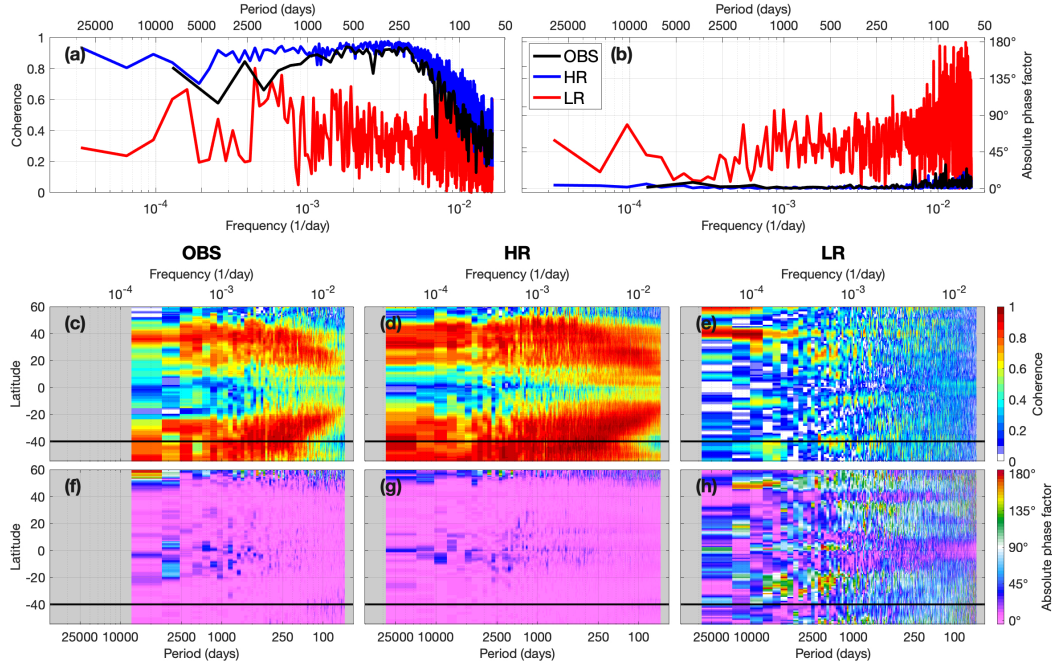 Period (days) Period (days)
25000 10000 5000 2500 1000 500 250 100 50 25000 10000 5000 2500 1000 500 250 100 50
(a) (b)
Coherence
1
0.8
0.6
0.4
0.2
0
OBS
HR
LR
180°
135°
90°
45°
0°
Absolute phase factor
10⁻⁴ 10⁻³ 10⁻² 10⁻⁴ 10⁻³ 10⁻²
Frequency (1/day) Frequency (1/day)
OBS HR LR
Frequency (1/day) Frequency (1/day) Frequency (1/day)
10⁻⁴ 10⁻³ 10⁻² 10⁻⁴ 10⁻³ 10⁻² 10⁻⁴ 10⁻³ 10⁻²
(c) (d) (e)
Latitude
60
40
20
0
-20
-40
1
0.8
0.6
0.4
0.2
0
Coherence
(f) (g) (h)
Latitude
60
40
20
0
-20
-40
180°
135°
90°
45°
0°
Absolute phase factor
25000 10000 2500 1000 250 100 25000 10000 2500 1000 250 100 25000 10000 2500 1000 250 100
Period (days) Period (days) Period (days)